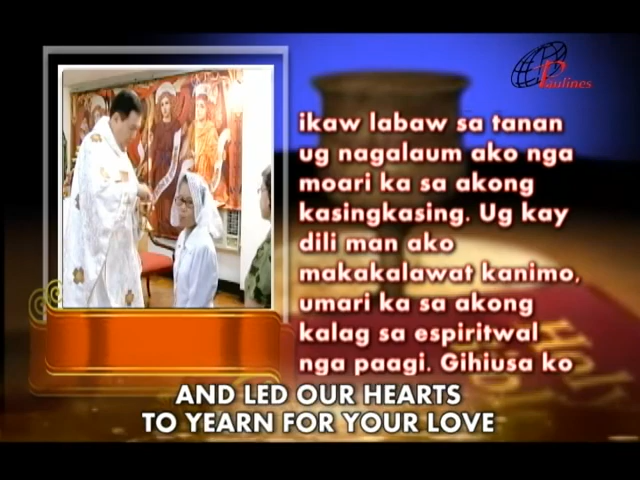 Paulines
ikaw labaw sa tanan
ug nagalaum ako nga
moari ka sa akong
kasingkasing. Ug kay
dili man ako
makakalawat kanimo,
umari ka sa akong
kalag sa espiritwal
nga paagi. Gihiusa ko
Holy
AND LED OUR HEARTS
TO YEARN FOR YOUR LOVE